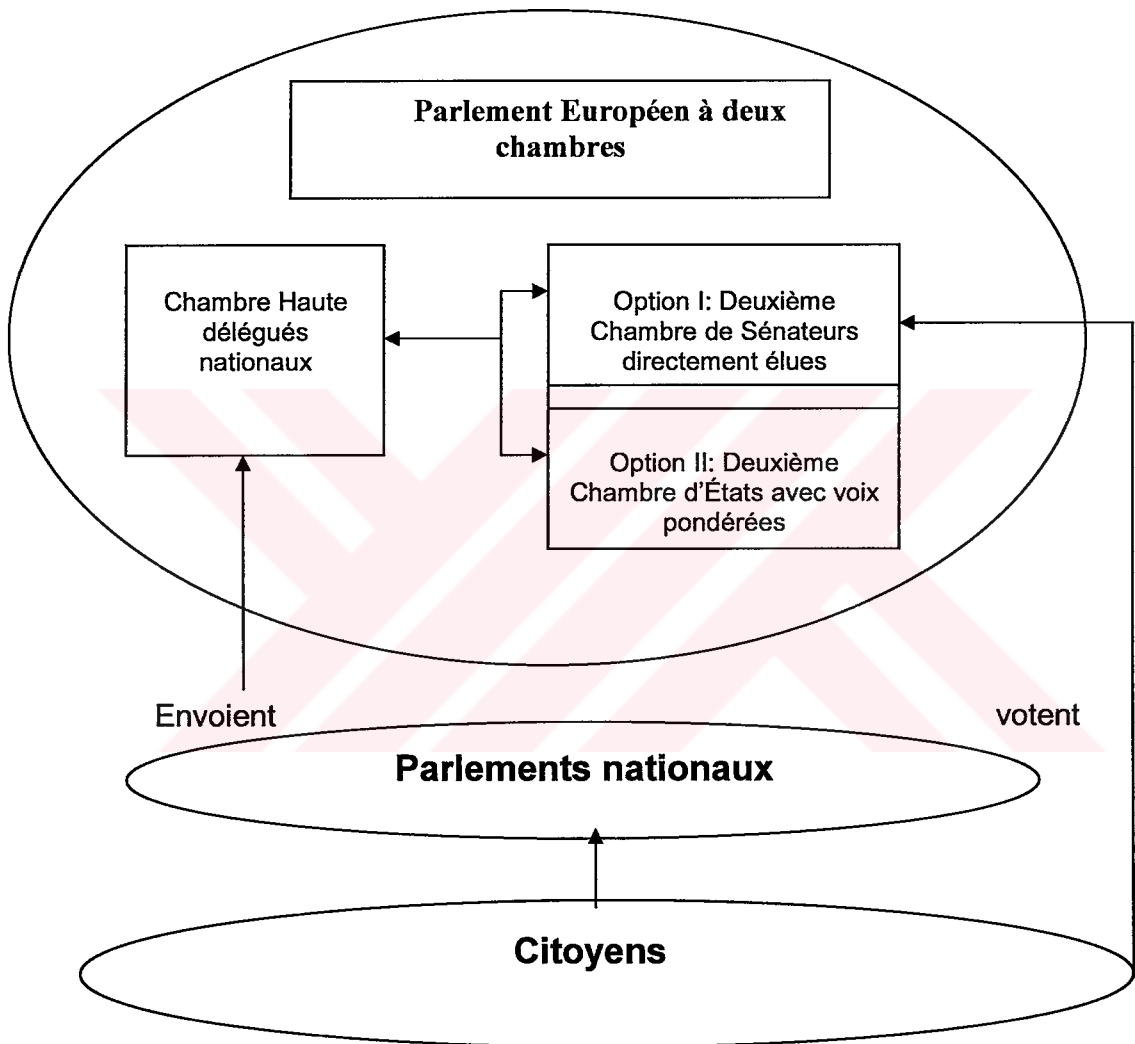 Parlement Européen à deux
chambres
Chambre Haute
délégués
nationaux
Option I: Deuxième
Chambre de Sénateurs
directement élues
Option II: Deuxième
Chambre d'États avec voix
pondérées
Envoient
votent
Parlements nationaux
Citoyens